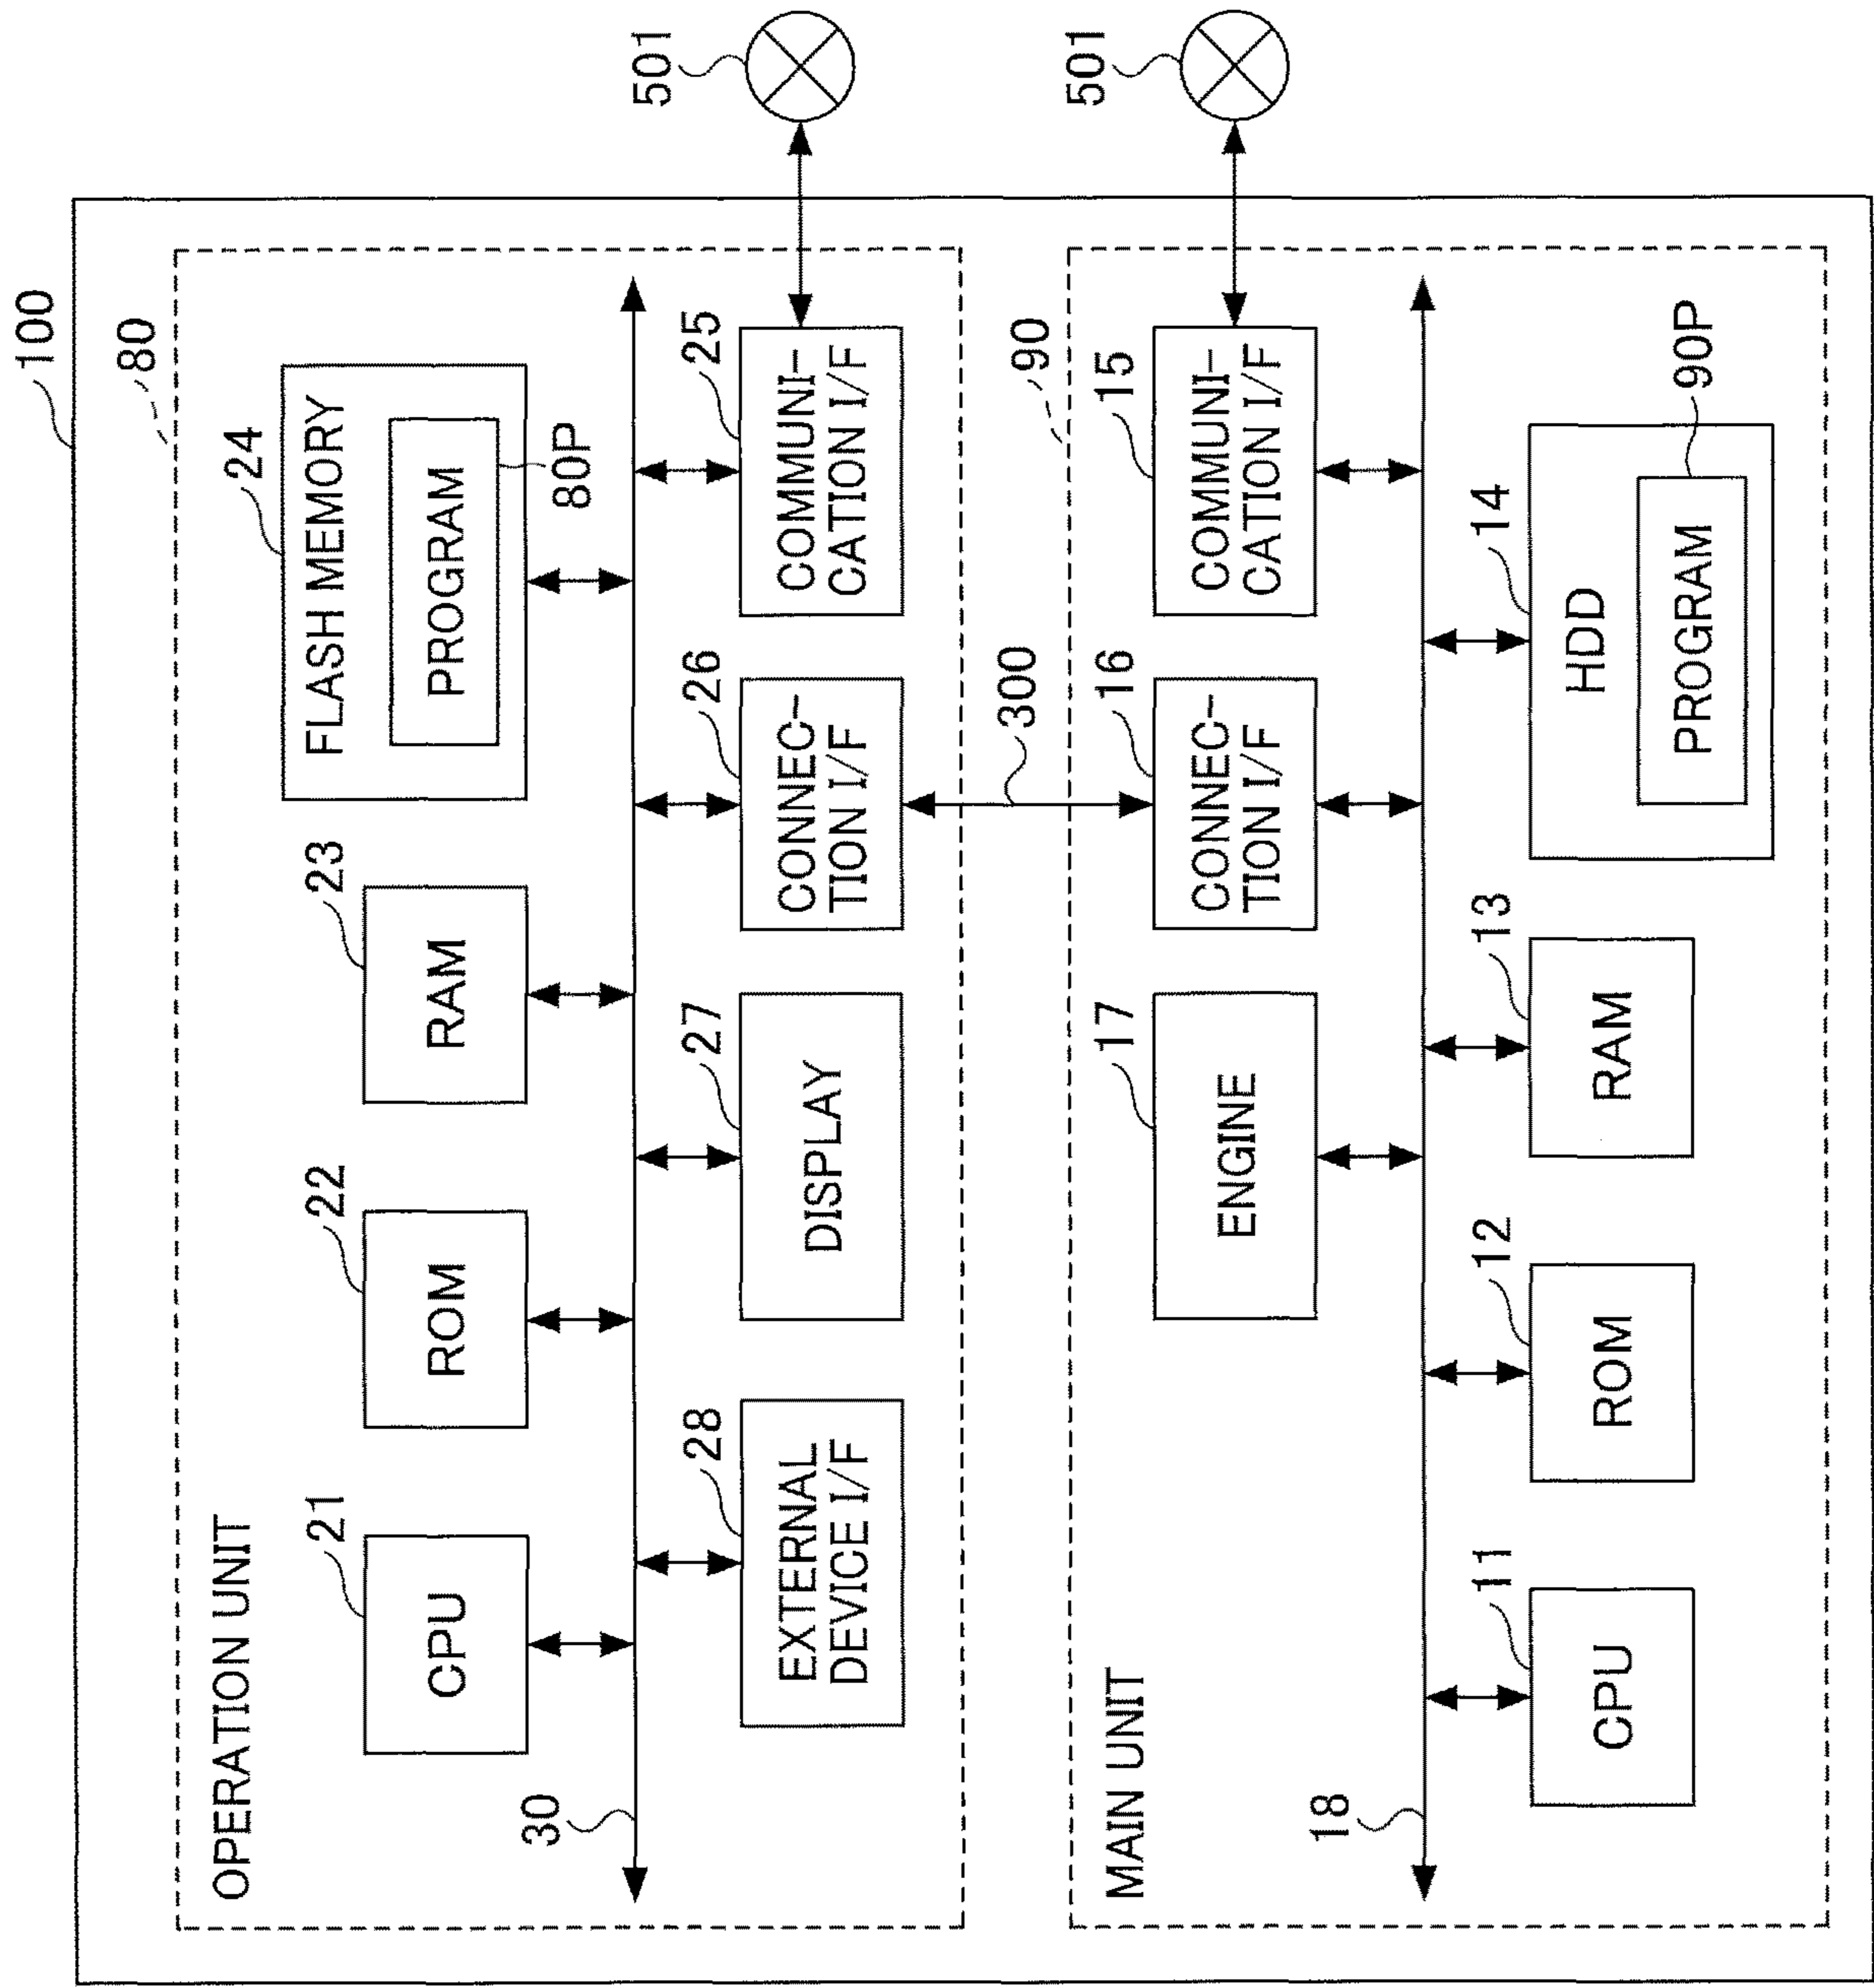 100
80
OPERATION UNIT
21
CPU
22
ROM
23
RAM
24
FLASH MEMORY
PROGRAM
80P
30
28
EXTERNAL
DEVICE I/F
27
DISPLAY
26
CONNEC-
TION I/F
25
COMMUNI-
CATION I/F
501
300
90
MAIN UNIT
17
ENGINE
16
CONNEC-
TION I/F
15
COMMUNI-
CATION I/F
501
18
11
CPU
12
ROM
13
RAM
14
HDD
PROGRAM
90P